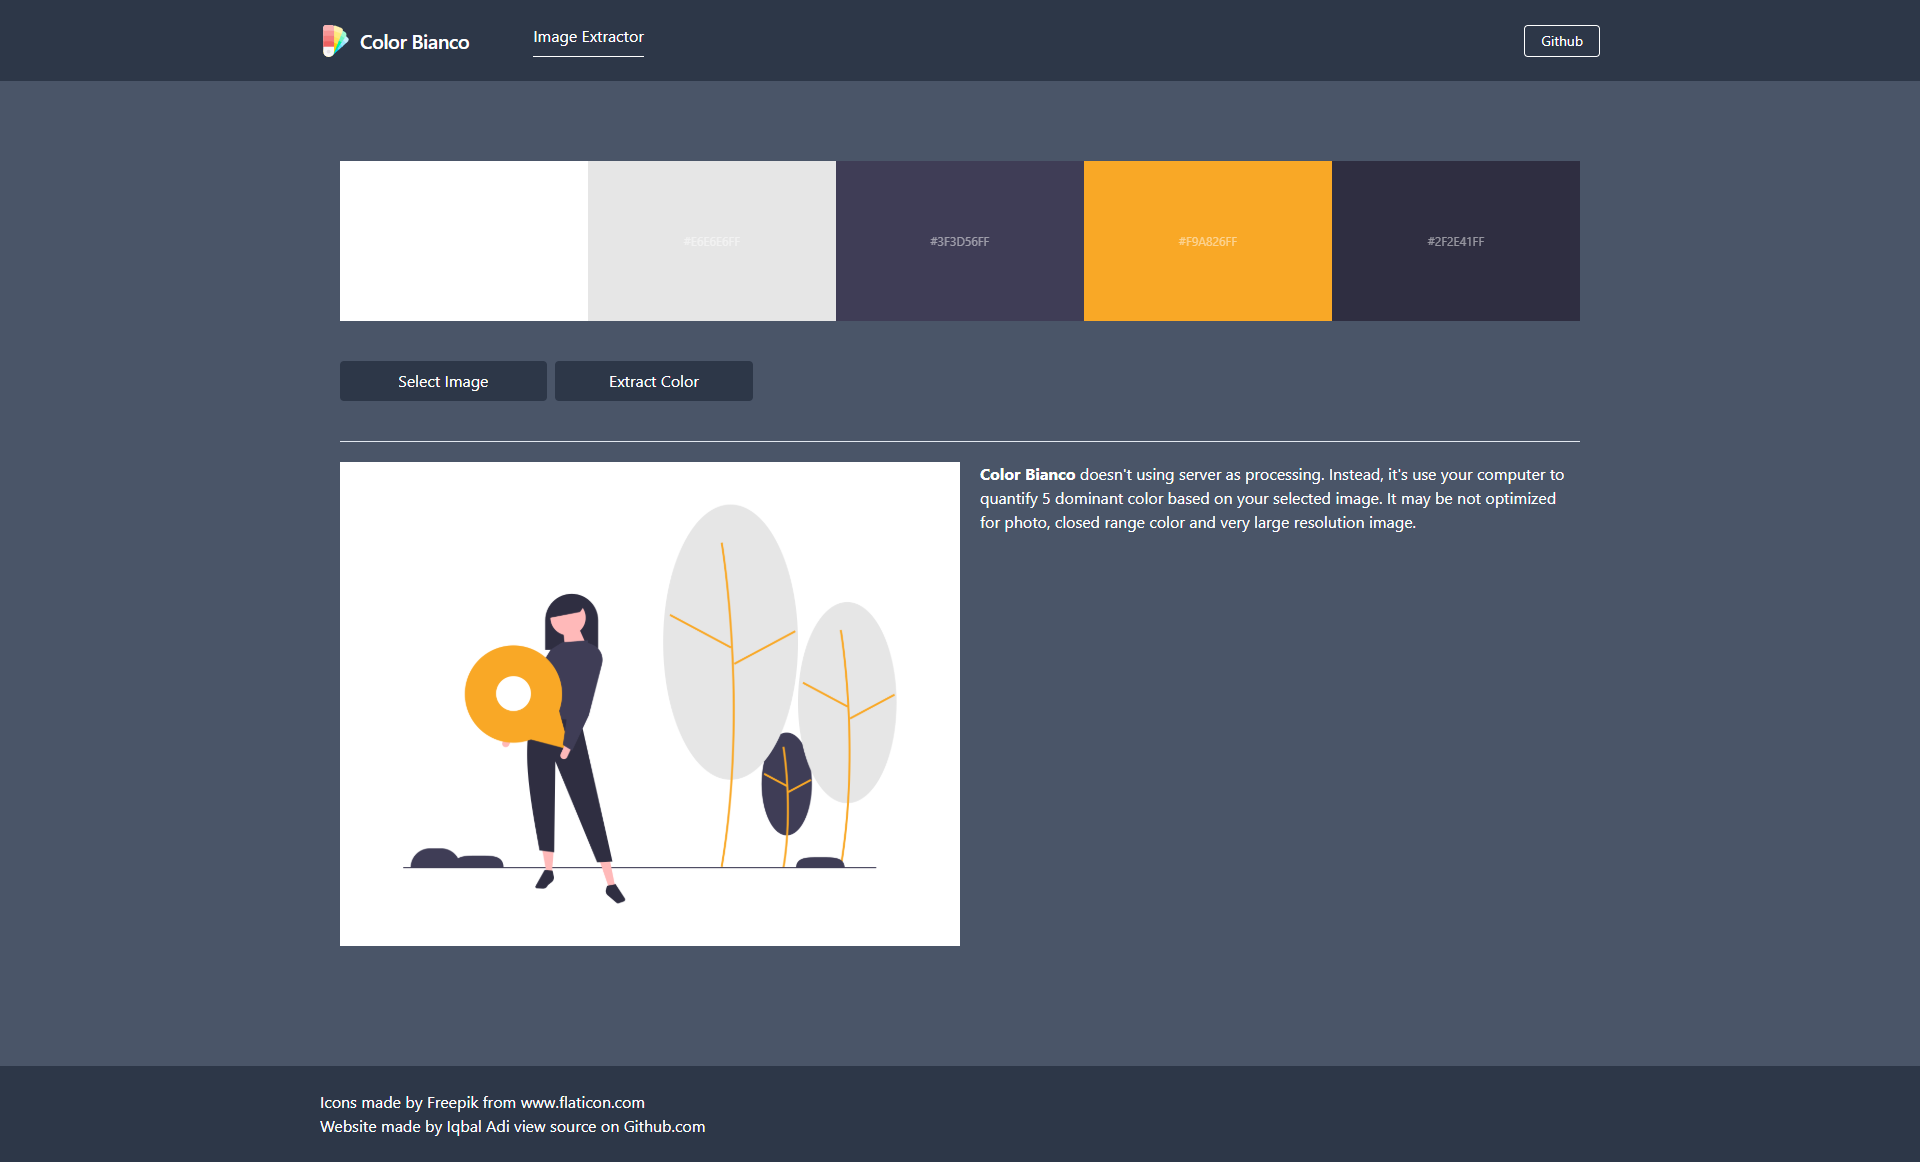 Color Bianco
Image Extractor
Github
#E6E6E6FF
#3F3D56FF
#F9A826FF
#2F2E41FF
Select Image
Extract Color
Color Bianco doesn't using server as processing. Instead, it's use your computer to
quantify 5 dominant color based on your selected image. It may be not optimized
for photo, closed range color and very large resolution image.
Icons made by Freepik from www.flaticon.com
Website made by Iqbal Adi view source on Github.com